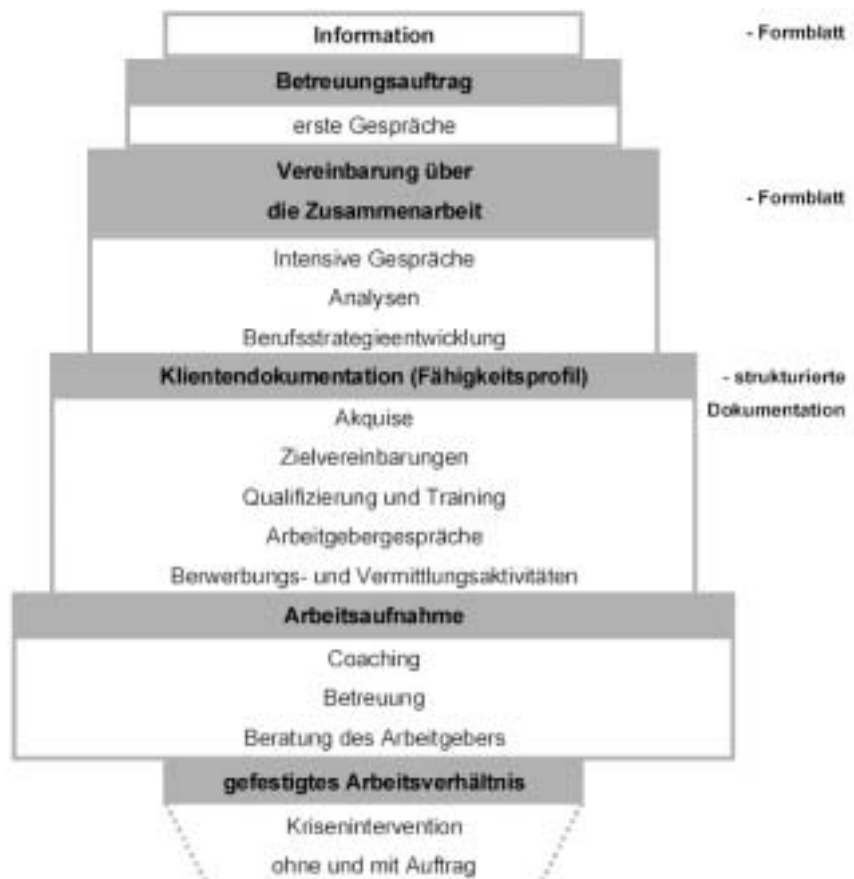 Information
- Formblatt
Betreuungsauftrag
erste Gespräche
Vereinbarung über
die Zusammenarbeit
- Formblatt
Intensive Gespräche
Analysen
Berufsstrategieentwicklung
Klientendokumentation (Fähigkeitsprofil)
- strukturierte
Dokumentation
Akquise
Zielvereinbarungen
Qualifizierung und Training
Arbeitgebergespräche
Berwerbungs- und Vermittlungsaktivitäten
Arbeitsaufnahme
Coaching
Betreuung
Beratung des Arbeitgebers
gefestigtes Arbeitsverhältnis
Krisenintervention
ohne und mit Auftrag